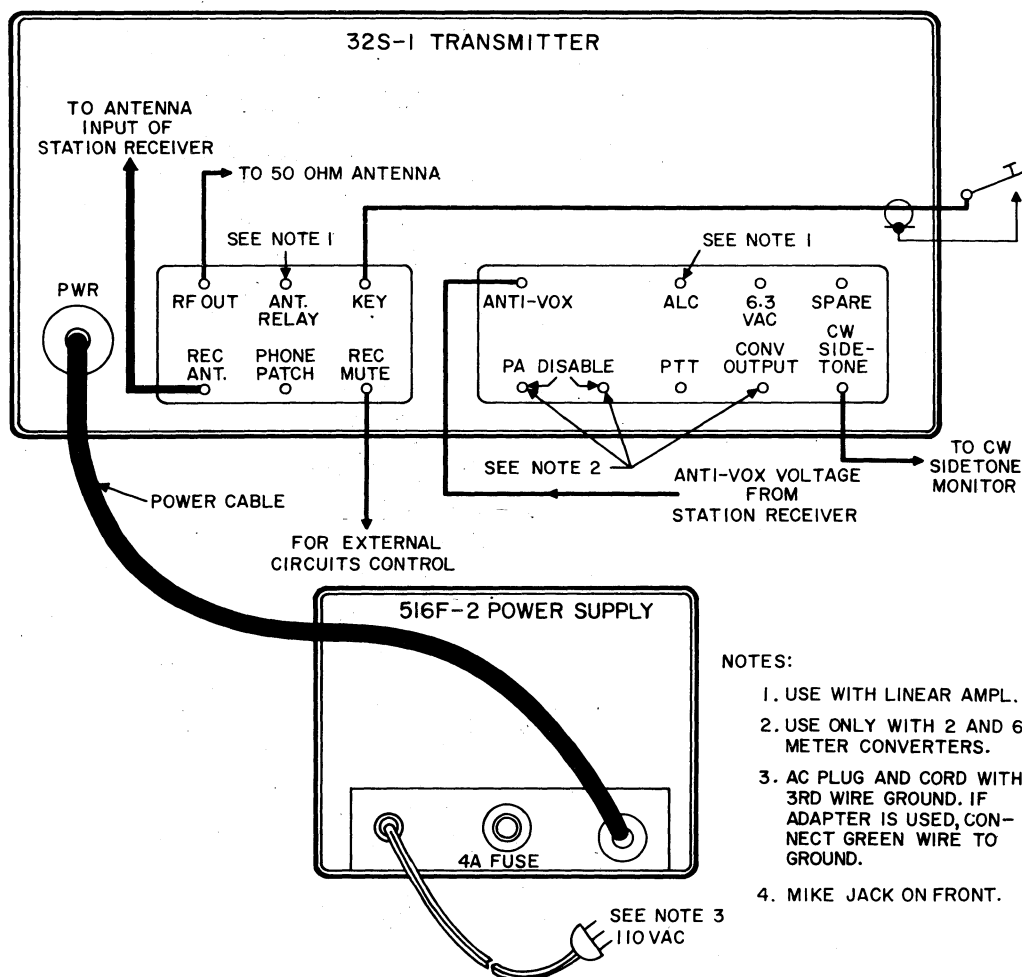 32S-1 TRANSMITTER
TO ANTENNA
INPUT OF
STATION RECEIVER
TO 50 OHM ANTENNA
SEE NOTE 1
SEE NOTE 1
PWR
RF OUT
ANT.
RELAY
KEY
REC
ANT.
PHONE
PATCH
REC
MUTE
ANTI-VOX
ALC
6.3
VAC
SPARE
PA DISABLE
PTT
CONV
OUTPUT
CW
SIDE-
TONE
SEE NOTE 2
ANTI-VOX VOLTAGE
FROM
STATION RECEIVER
TO CW
SIDETONE
MONITOR
POWER CABLE
FOR EXTERNAL
CIRCUITS CONTROL
516F-2 POWER SUPPLY
4A FUSE
SEE NOTE 3
110 VAC
NOTES:
1. USE WITH LINEAR AMPL.
2. USE ONLY WITH 2 AND 6
METER CONVERTERS.
3. AC PLUG AND CORD WITH
3RD WIRE GROUND. IF
ADAPTER IS USED, CON-
NECT GREEN WIRE TO
GROUND.
4. MIKE JACK ON FRONT.